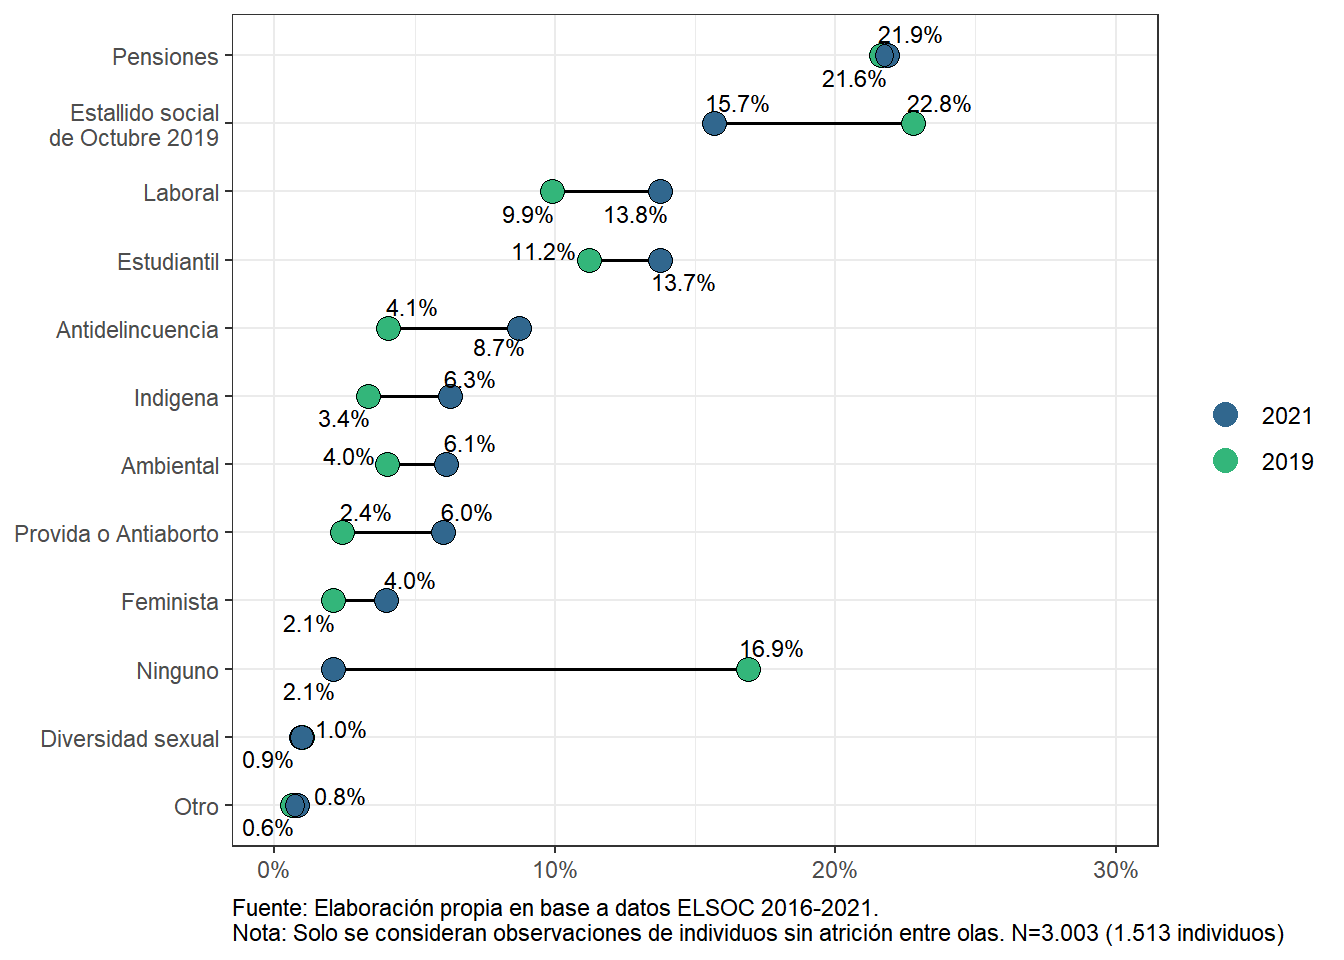 Pensiones
21.9%
21.6%
Estallido social
de Octubre 2019
15.7%
22.8%
Laboral
9.9%
13.8%
Estudiantil
11.2%
13.7%
Antidelincuencia
4.1%
8.7%
Indigena
6.3%
3.4%
Ambiental
4.0%
6.1%
Provida o Antiaborto
2.4%
6.0%
Feminista
4.0%
2.1%
Ninguno
16.9%
2.1%
Diversidad sexual
1.0%
0.9%
Otro
0.8%
0.6%
0%
10%
20%
30%
2021
2019
Fuente: Elaboración propia en base a datos ELSOC 2016-2021.
Nota: Solo se consideran observaciones de individuos sin atrición entre olas. N=3.003 (1.513 individuos)